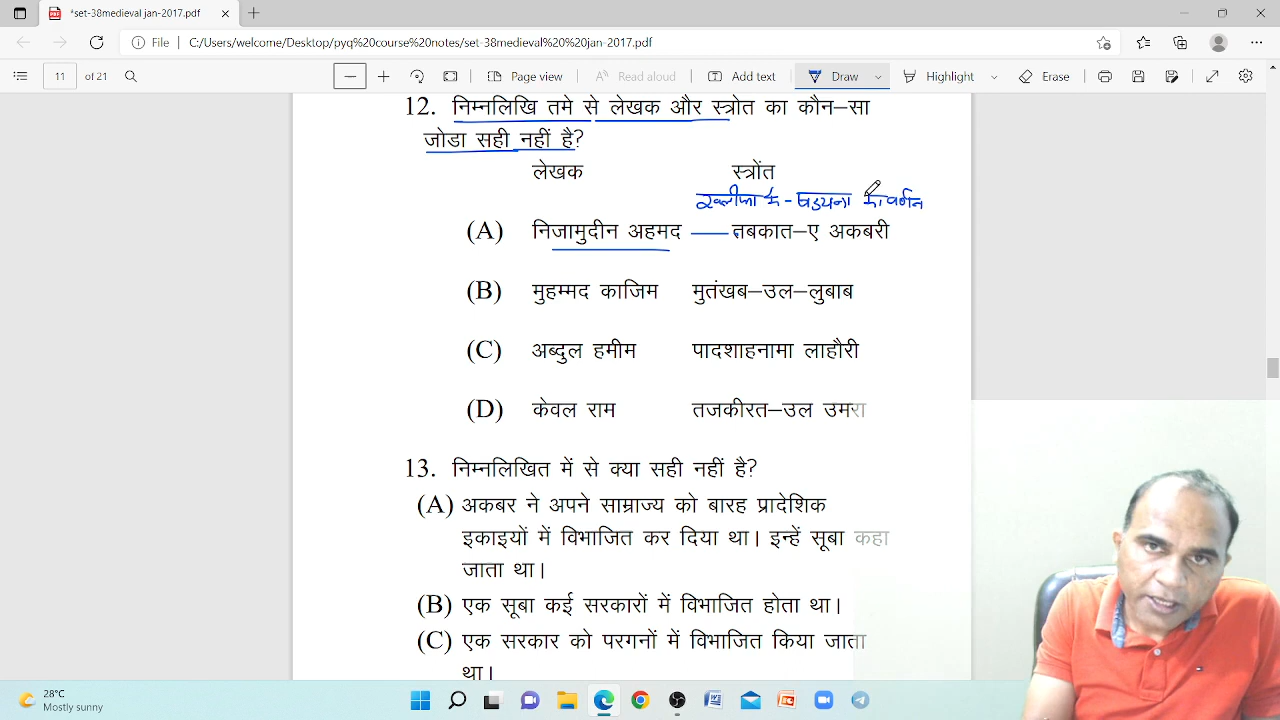 *set-38medieval jan-2017.pdf
File C:/Users/welcome/Desktop/pyq%20course%20notes/set-38medieval%20%20jan-2017.pdf
11 of 21 Page view Read aloud Add text Draw Highlight Erase
12. निम्नलिखि तमे से लेखक और स्त्रोत का कौन–सा
जोडा सही नहीं है?
लेखक स्त्रोंत
के - का वर्णन
(A) निजामुदीन अहमद तबकात–ए अकबरी
(B) मुहम्मद काजिम मुतंखब–उल–लुबाब
(C) अब्दुल हमीम पादशाहनामा लाहौरी
(D) केवल राम तजकीरत–उल उमरा
13. निम्नलिखित में से क्या सही नहीं है?
(A) अकबर ने अपने साम्राज्य को बारह प्रादेशिक
इकाइयों में विभाजित कर दिया था। इन्हें सूबा कहा
जाता था।
(B) एक सूबा कई सरकारों में विभाजित होता था।
(C) एक सरकार को परगनों में विभाजित किया जाता
था।
28°C
Mostly sunny